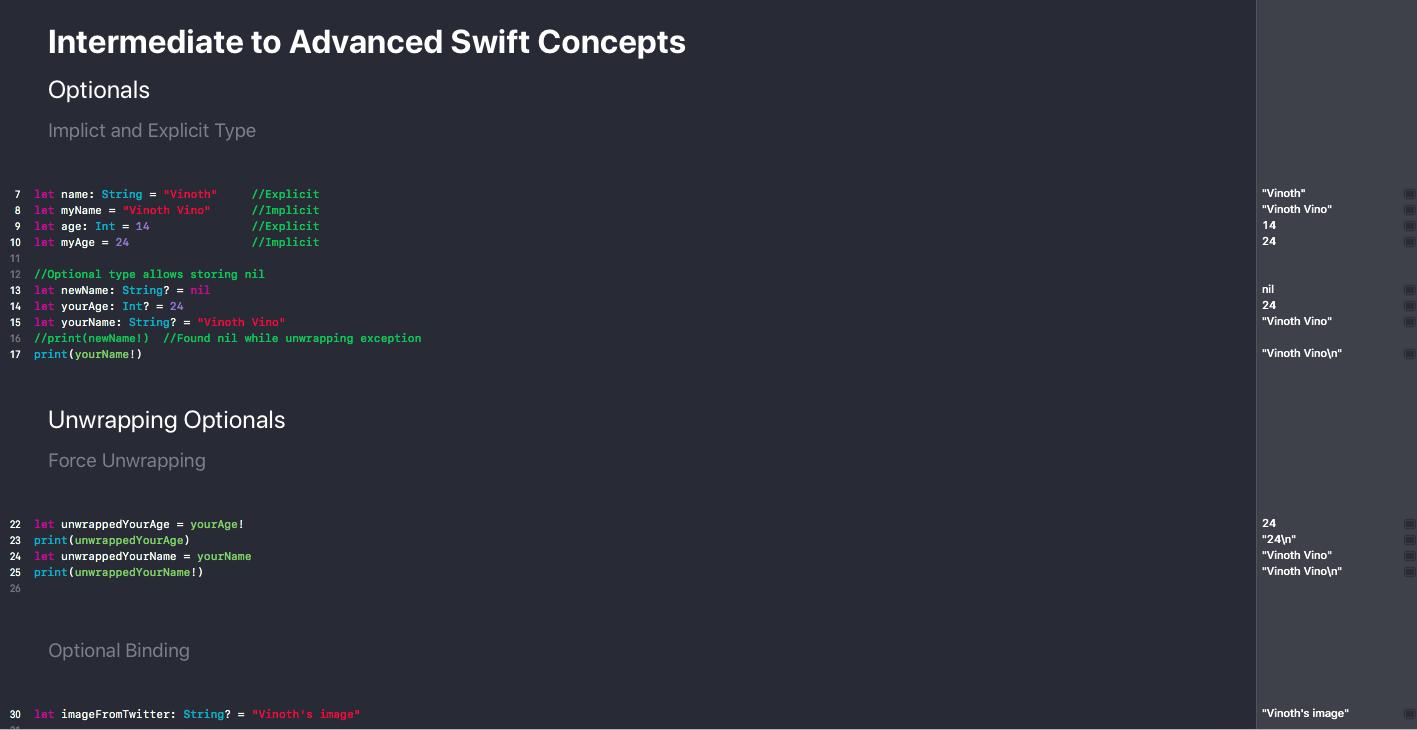 Intermediate to Advanced Swift Concepts
Optionals
Implict and Explicit Type
7 let name: String = "Vinoth" //Explicit "Vinoth"
8 let myName = "Vinoth Vino" //Implicit "Vinoth Vino"
9 let age: Int = 14 //Explicit 14
10 let myAge = 24 //Implicit 24
11
12 //Optional type allows storing nil
13 let newName: String? = nil nil
14 let yourAge: Int? = 24 24
15 let yourName: String? = "Vinoth Vino" "Vinoth Vino"
16 //print(newName!) //Found nil while unwrapping exception
17 print(yourName!) "Vinoth Vino\n"
Unwrapping Optionals
Force Unwrapping
22 let unwrappedYourAge = yourAge! 24
23 print(unwrappedYourAge) "24\n"
24 let unwrappedYourName = yourName "Vinoth Vino"
25 print(unwrappedYourName!) "Vinoth Vino\n"
26
Optional Binding
30 let imageFromTwitter: String? = "Vinoth's image" "Vinoth's image"